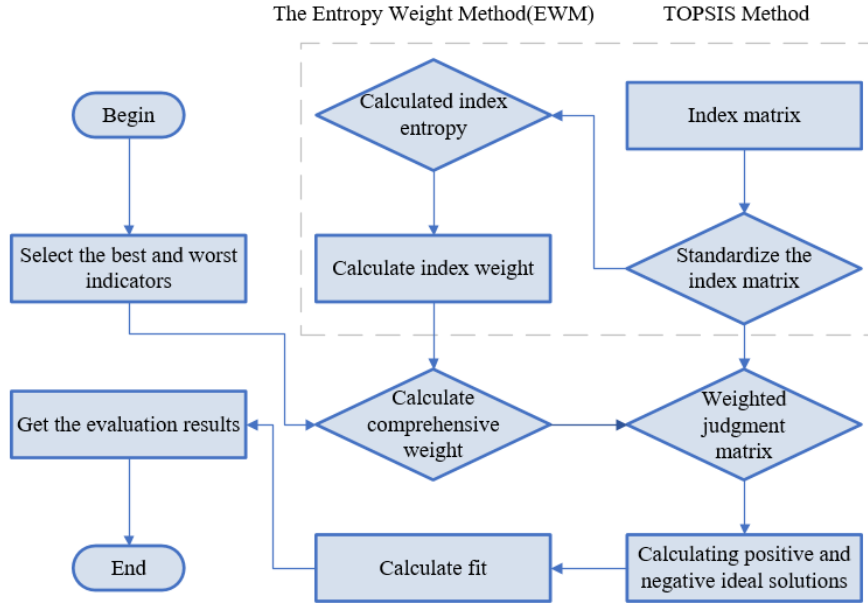 The Entropy Weight Method(EWM)
TOPSIS Method
Begin
Calculated index
entropy
Index matrix
Select the best and worst
indicators
Calculate index weight
Standardize the
index matrix
Get the evaluation results
Calculate
comprehensive
weight
Weighted
judgment
matrix
End
Calculate fit
Calculating positive and
negative ideal solutions